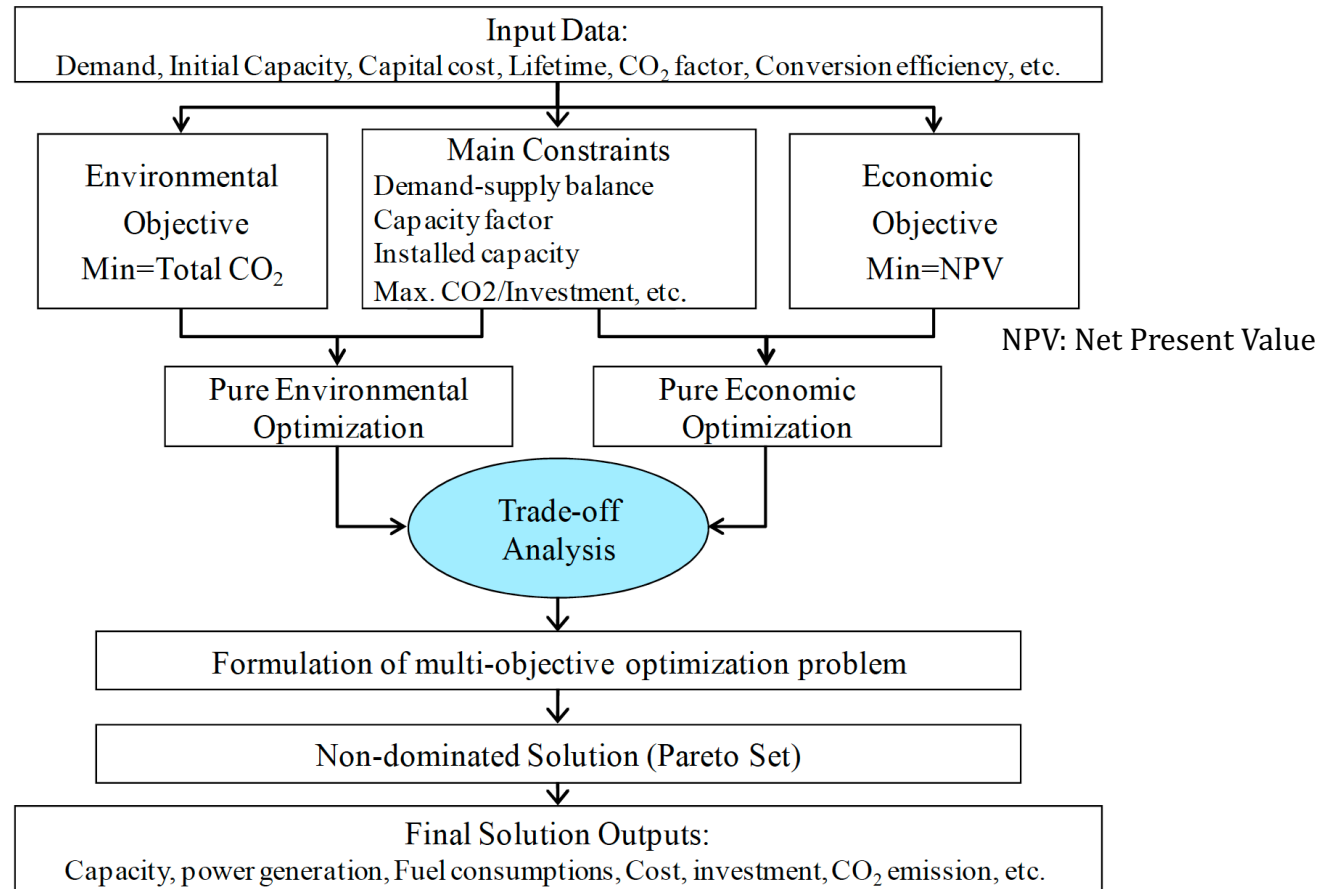 Input Data:
Demand, Initial Capacity, Capital cost, Lifetime, CO₂ factor, Conversion efficiency, etc.
Environmental
Objective
Min=Total CO₂
Main Constraints
Demand-supply balance
Capacity factor
Installed capacity
Max. CO2/Investment, etc.
Economic
Objective
Min=NPV
NPV: Net Present Value
Pure Environmental
Optimization
Pure Economic
Optimization
Trade-off
Analysis
Formulation of multi-objective optimization problem
Non-dominated Solution (Pareto Set)
Final Solution Outputs:
Capacity, power generation, Fuel consumptions, Cost, investment, CO₂ emission, etc.